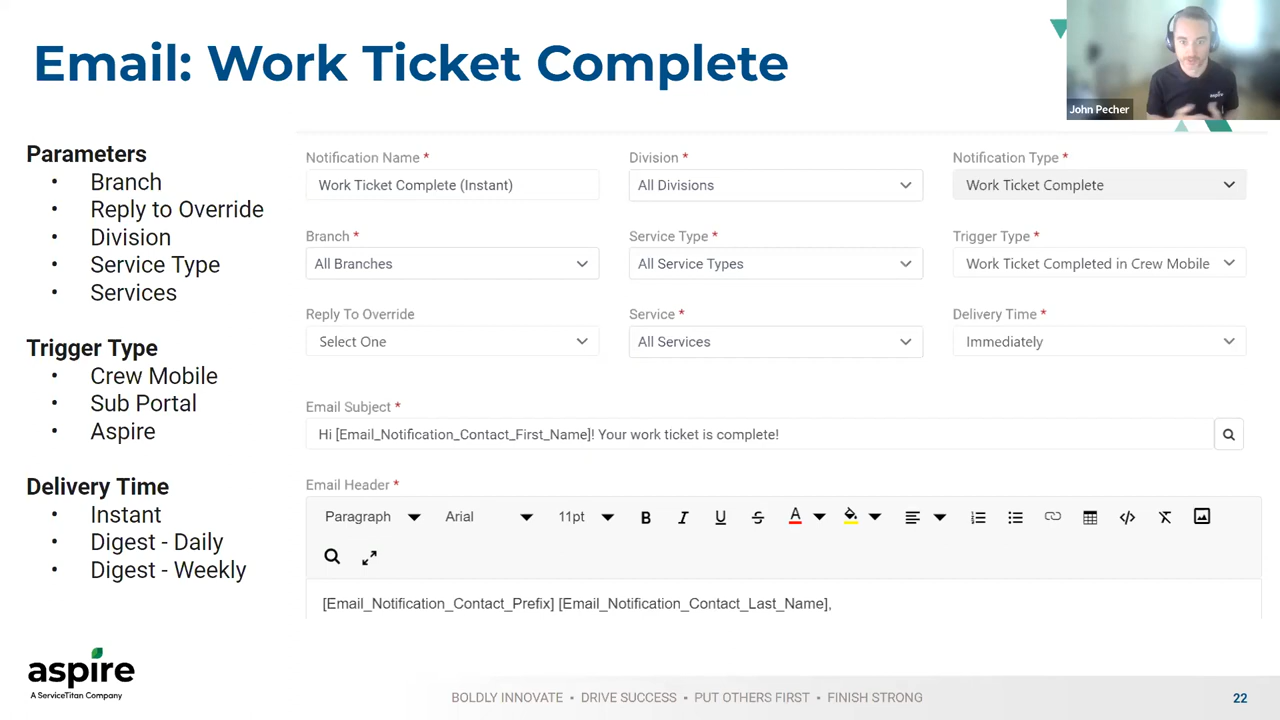 Email: Work Ticket Complete
John Pecher
aspire
Parameters
• Branch
• Reply to Override
• Division
• Service Type
• Services
Trigger Type
• Crew Mobile
• Sub Portal
• Aspire
Delivery Time
• Instant
• Digest - Daily
• Digest - Weekly
Notification Name *
Work Ticket Complete (Instant)
Division *
All Divisions
Notification Type *
Work Ticket Complete
Branch *
All Branches
Service Type *
All Service Types
Trigger Type *
Work Ticket Completed in Crew Mobile
Reply To Override
Select One
Service *
All Services
Delivery Time *
Immediately
Email Subject *
Hi [Email_Notification_Contact_First_Name]! Your work ticket is complete!
Email Header *
Paragraph Arial 11pt B I U S A
[Email_Notification_Contact_Prefix] [Email_Notification_Contact_Last_Name],
aspire
A ServiceTitan Company
BOLDLY INNOVATE • DRIVE SUCCESS • PUT OTHERS FIRST • FINISH STRONG
22